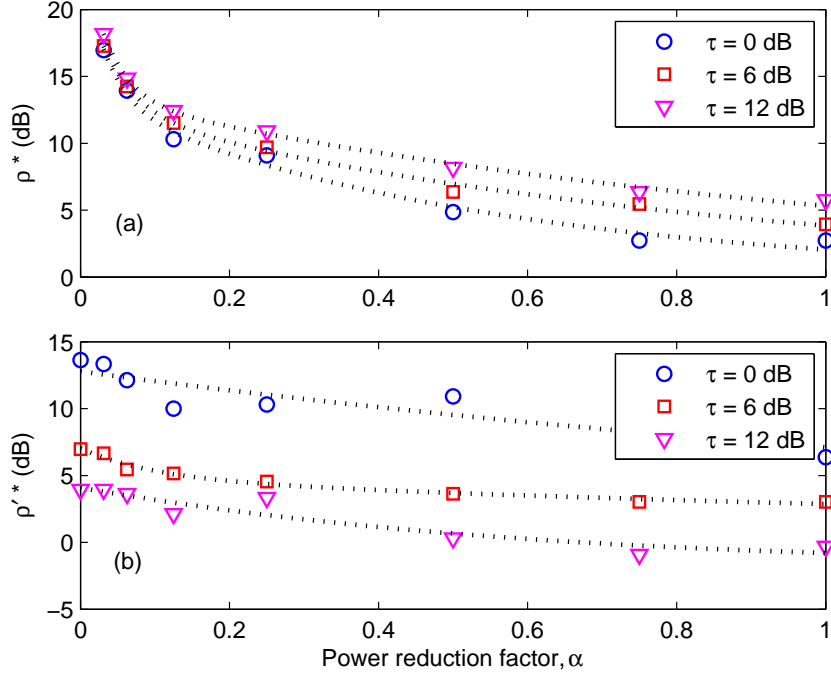 20
15
10
5
0
ρ* (dB)
(a)
τ = 0 dB
τ = 6 dB
τ = 12 dB
0 0.2 0.4 0.6 0.8 1
15
10
5
0
−5
ρ′* (dB)
(b)
τ = 0 dB
τ = 6 dB
τ = 12 dB
0 0.2 0.4 0.6 0.8 1
Power reduction factor, α